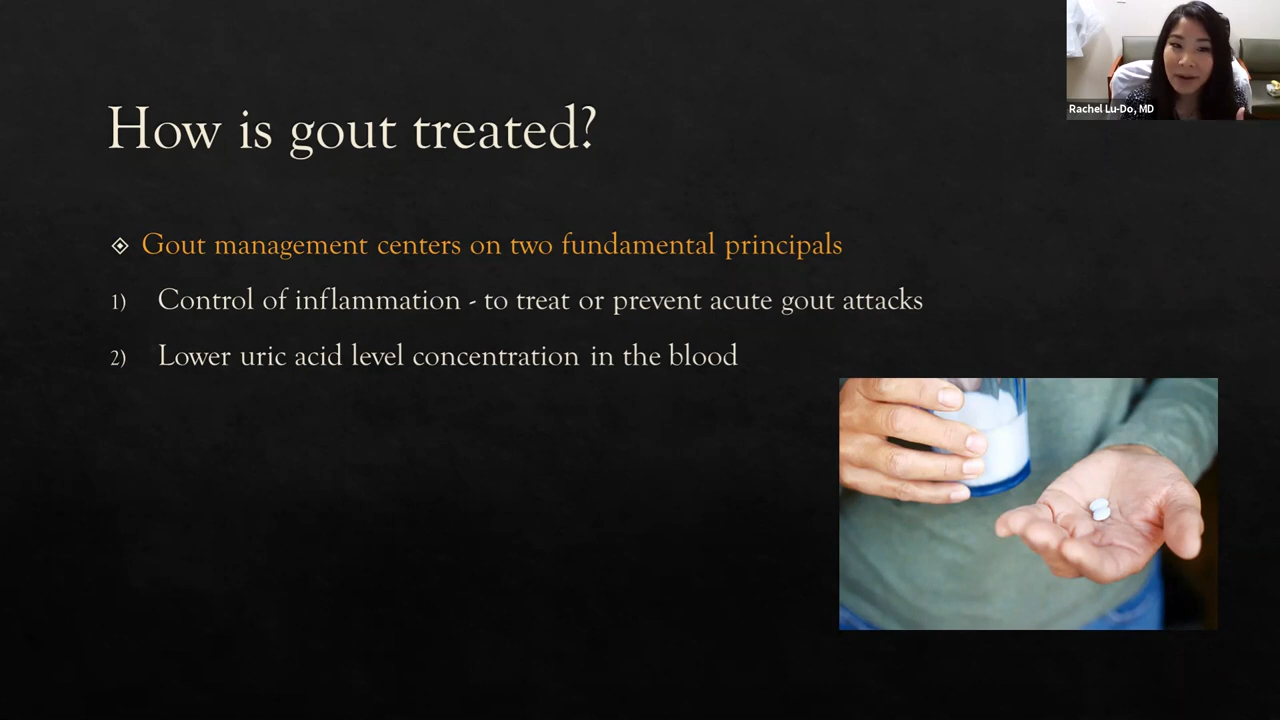 Rachel Lu-Do, MD
How is gout treated?
Gout management centers on two fundamental principals
1) Control of inflammation - to treat or prevent acute gout attacks
2) Lower uric acid level concentration in the blood